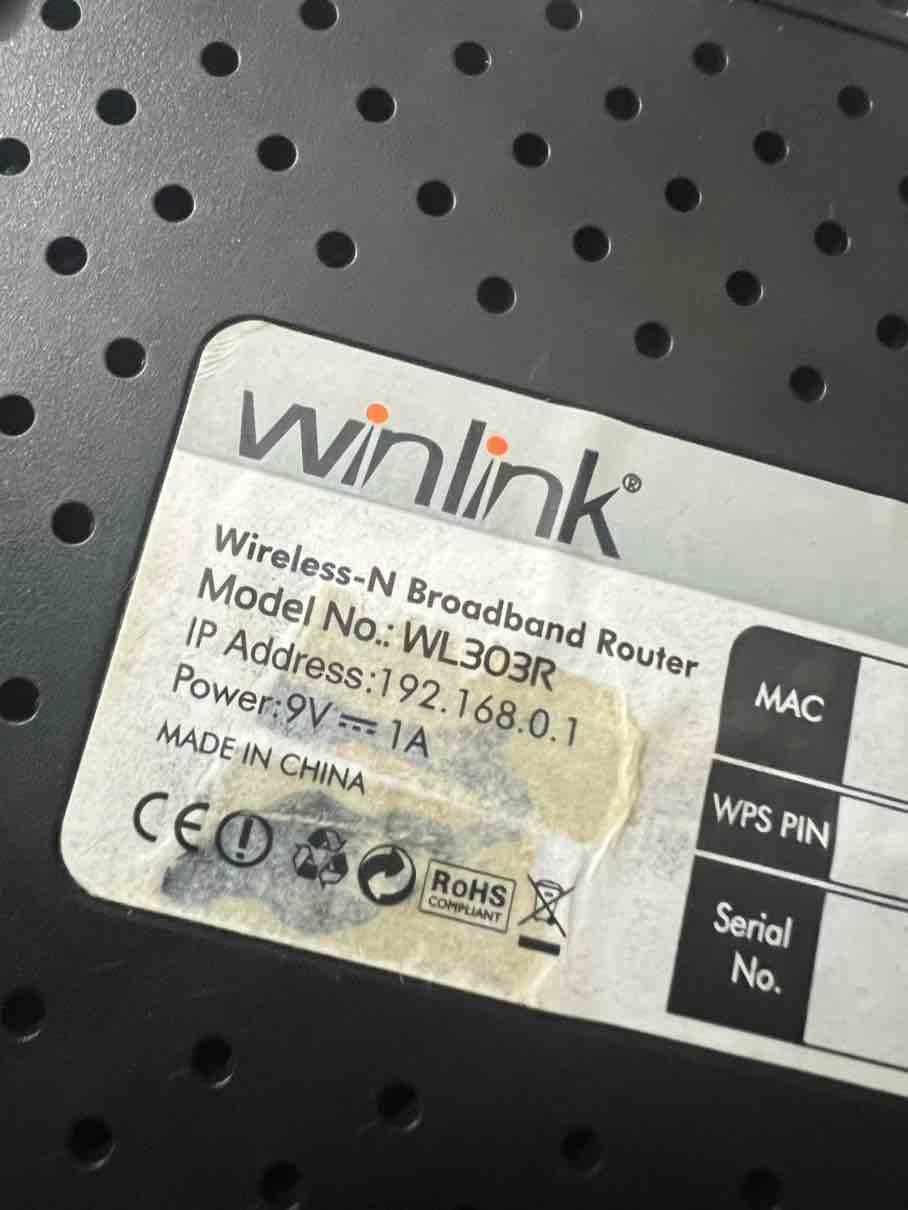 winlink®
Wireless-N Broadband Router
Model No.: WL303R
IP Address:192.168.0.1
Power:9V⎓1A
MADE IN CHINA
CE
RoHS
COMPLIANT
MAC
WPS PIN
Serial
No.